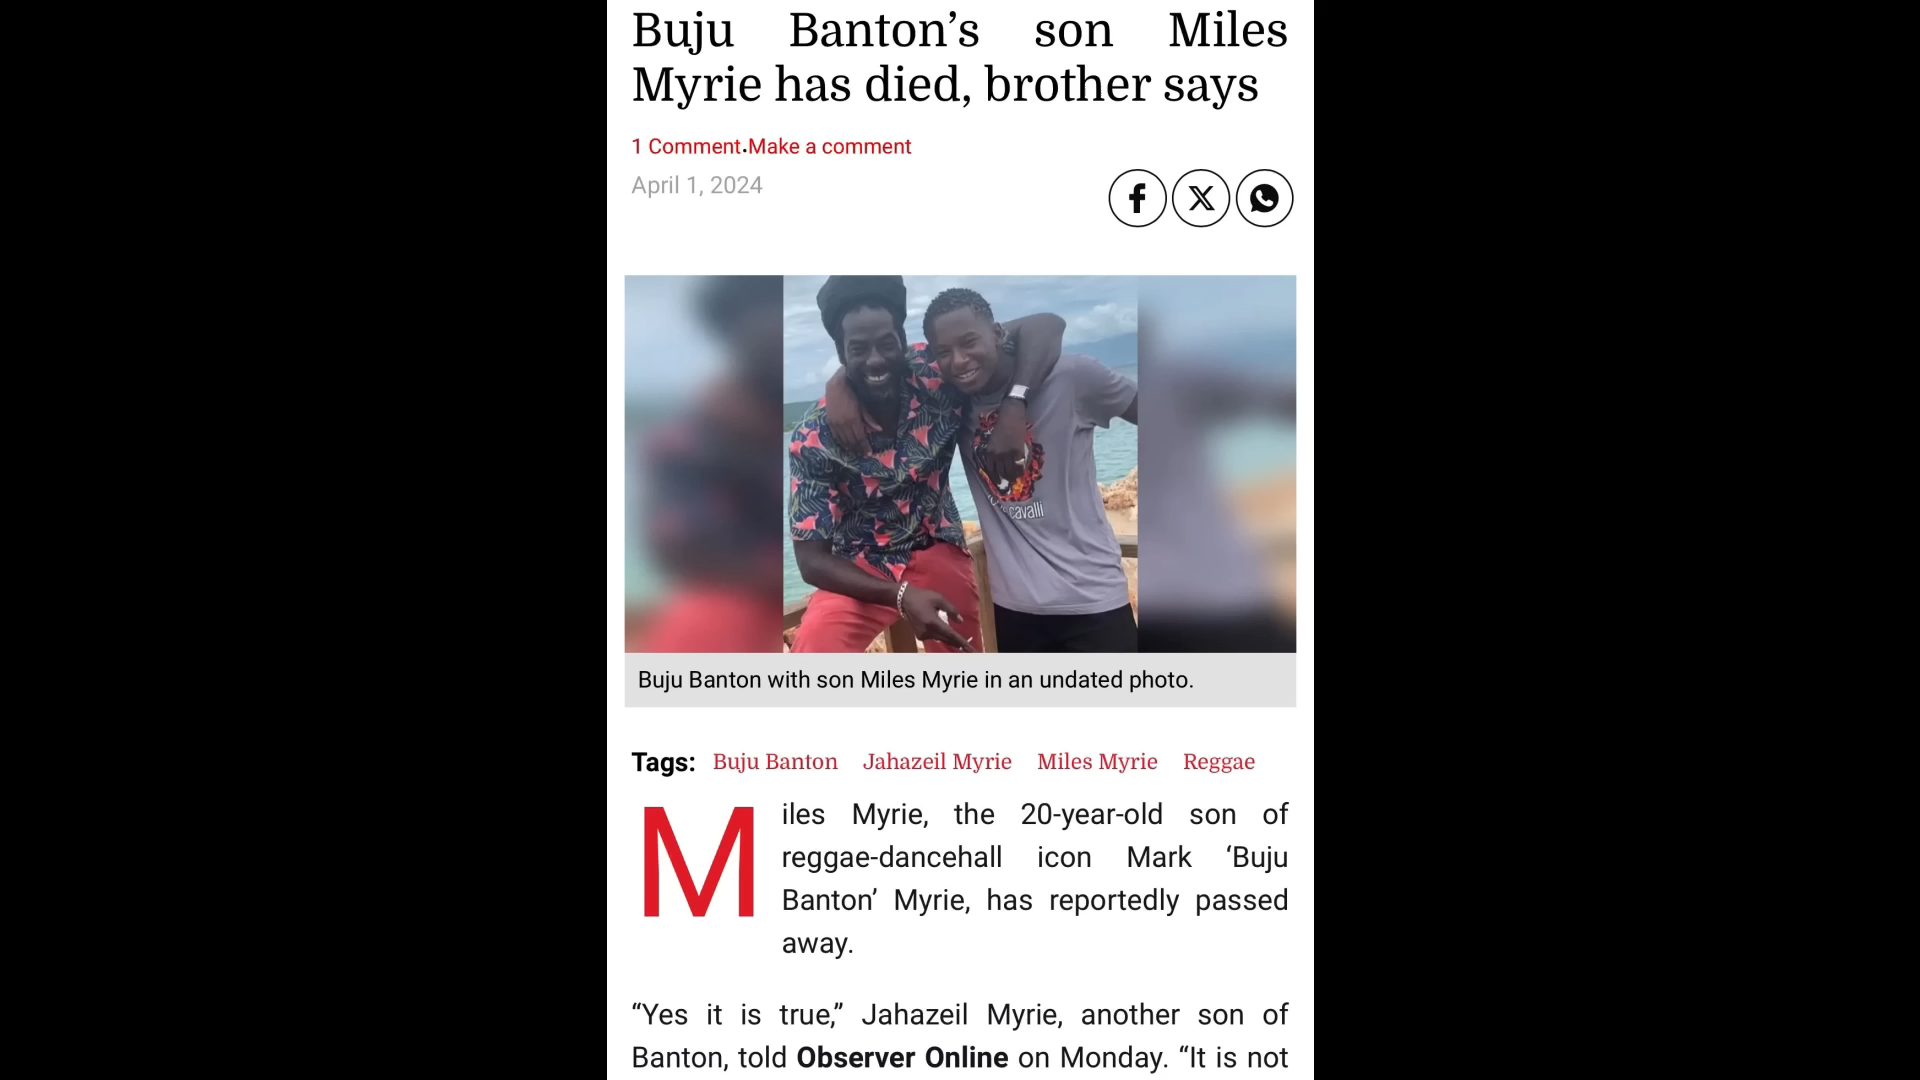 Buju Banton’s son Miles
Myrie has died, brother says
1 Comment·Make a comment
April 1, 2024
cavalli
Buju Banton with son Miles Myrie in an undated photo.
Tags: Buju Banton Jahazeil Myrie Miles Myrie Reggae
Miles Myrie, the 20-year-old son of
reggae-dancehall icon Mark ‘Buju
Banton’ Myrie, has reportedly passed
away.
“Yes it is true,” Jahazeil Myrie, another son of
Banton, told Observer Online on Monday. “It is not